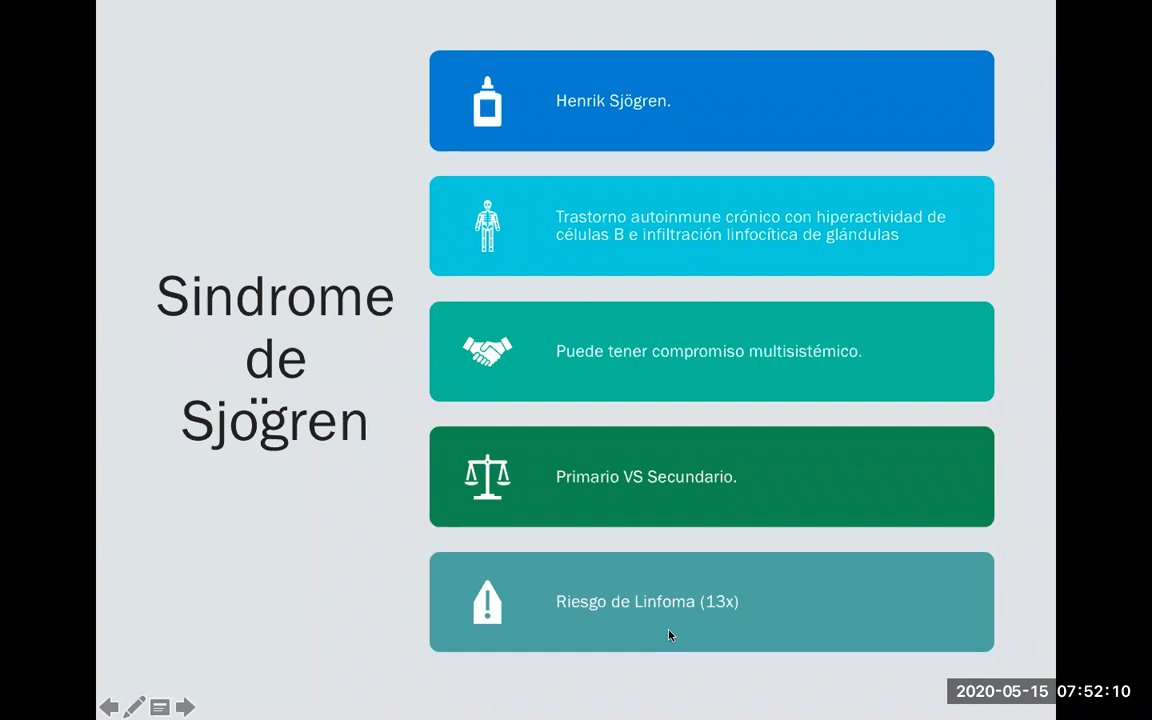 Sindrome
de
Sjögren
Henrik Sjögren.
Trastorno autoinmune crónico con hiperactividad de
células B e infiltración linfocítica de glándulas
Puede tener compromiso multisistémico.
Primario VS Secundario.
Riesgo de Linfoma (13x)
2020-05-15 07:52:10